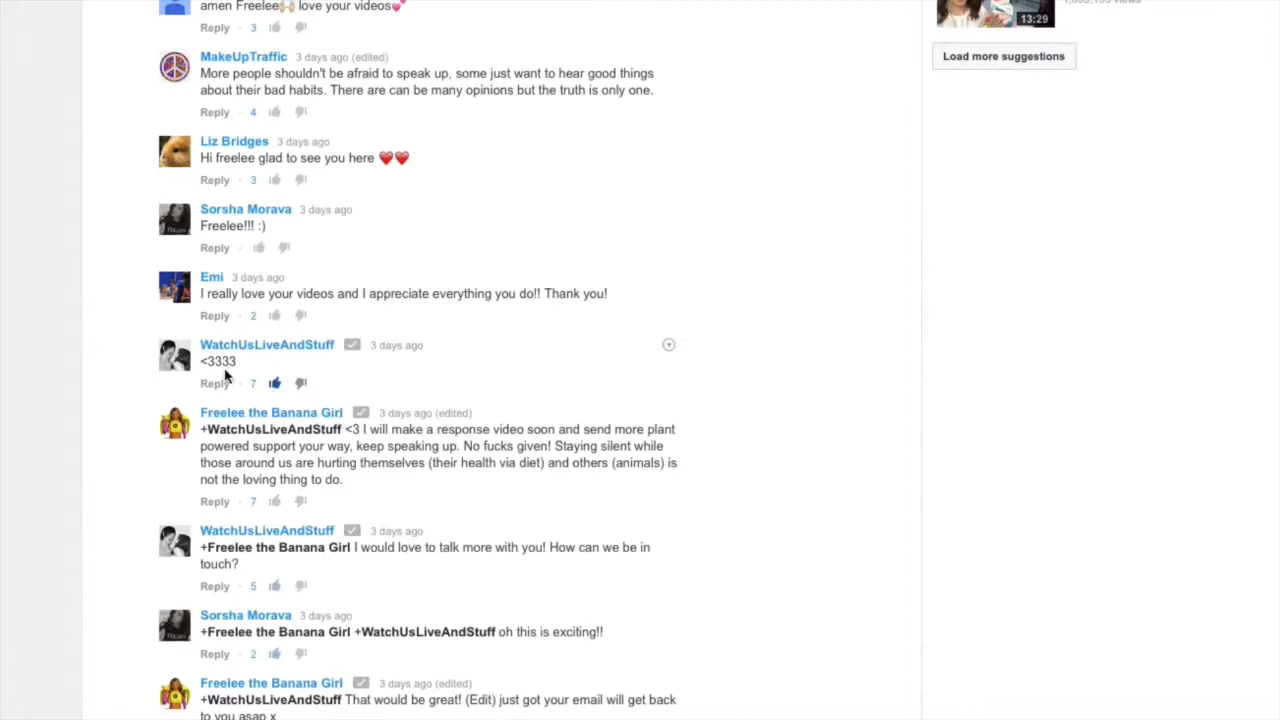 amen Freelee🙌🏻 love your videos💕
Reply · 3
13:29
Load more suggestions
MakeUpTraffic 3 days ago (edited)
More people shouldn't be afraid to speak up, some just want to hear good things
about their bad habits. There are can be many opinions but the truth is only one.
Reply · 4
Liz Bridges 3 days ago
Hi freelee glad to see you here ❤️❤️
Reply · 3
Sorsha Morava 3 days ago
Freelee!!! :)
Reply ·
Emi 3 days ago
I really love your videos and I appreciate everything you do!! Thank you!
Reply · 2
WatchUsLiveAndStuff 3 days ago
<3333
Reply · 7
Freelee the Banana Girl 3 days ago (edited)
+WatchUsLiveAndStuff <3 I will make a response video soon and send more plant
powered support your way, keep speaking up. No fucks given! Staying silent while
those around us are hurting themselves (their health via diet) and others (animals) is
not the loving thing to do.
Reply · 7
WatchUsLiveAndStuff 3 days ago
+Freelee the Banana Girl I would love to talk more with you! How can we be in
touch?
Reply · 5
Sorsha Morava 3 days ago
+Freelee the Banana Girl +WatchUsLiveAndStuff oh this is exciting!!
Reply · 2
Freelee the Banana Girl 3 days ago (edited)
+WatchUsLiveAndStuff That would be great! (Edit) just got your email will get back
to you asap x